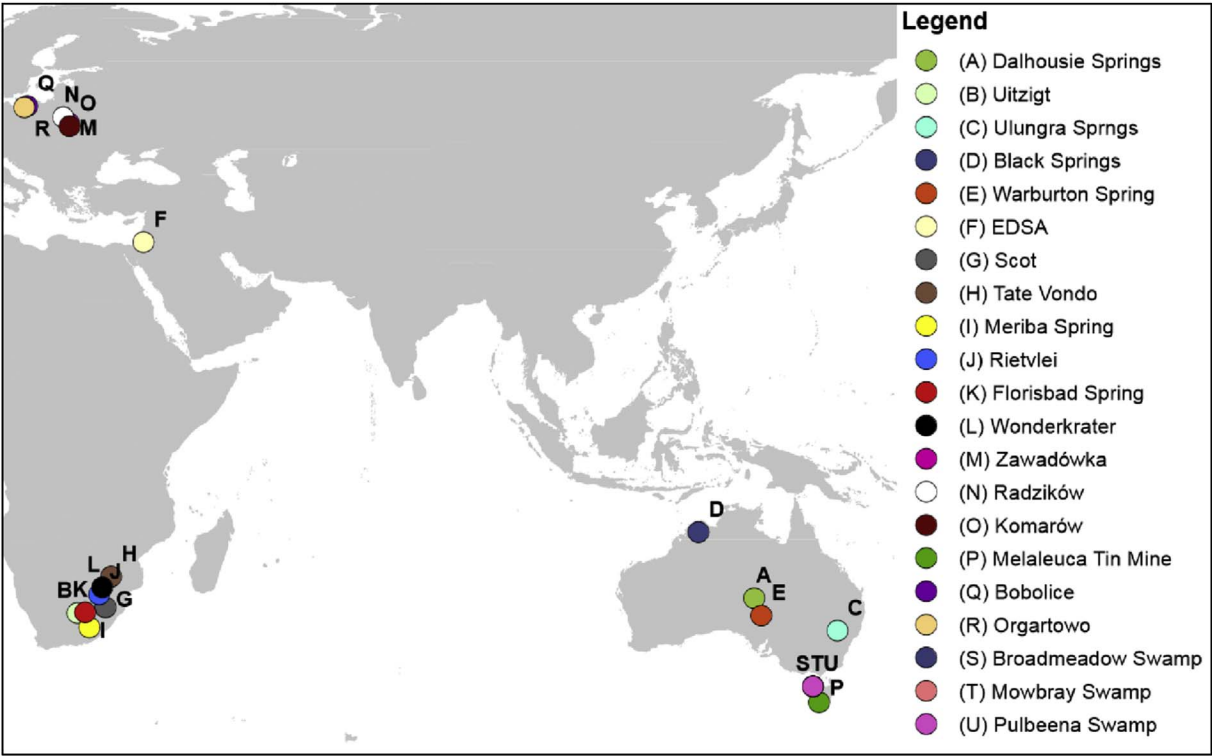 Legend
(A) Dalhousie Springs
(B) Uitzigt
(C) Ulungra Sprngs
(D) Black Springs
(E) Warburton Spring
(F) EDSA
(G) Scot
(H) Tate Vondo
(I) Meriba Spring
(J) Rietvlei
(K) Florisbad Spring
(L) Wonderkrater
(M) Zawadówka
(N) Radzików
(O) Komarów
(P) Melaleuca Tin Mine
(Q) Bobolice
(R) Orgartowo
(S) Broadmeadow Swamp
(T) Mowbray Swamp
(U) Pulbeena Swamp
Q
N O
R M
F
D
H
L J
B K G
I
A
E
C
STU
P